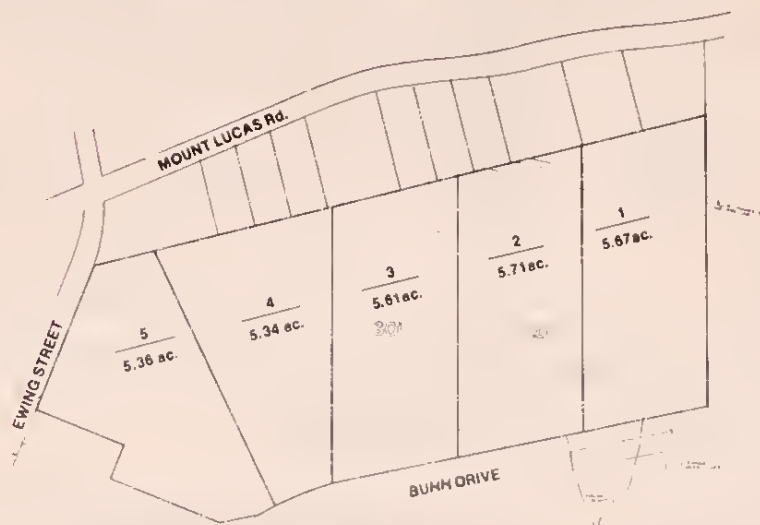 MOUNT LUCAS Rd.
1
5.67ac.
2
5.71ac.
3
5.61ac.
4
5.34 ac.
5
5.36 ac.
EWING STREET
BURR DRIVE